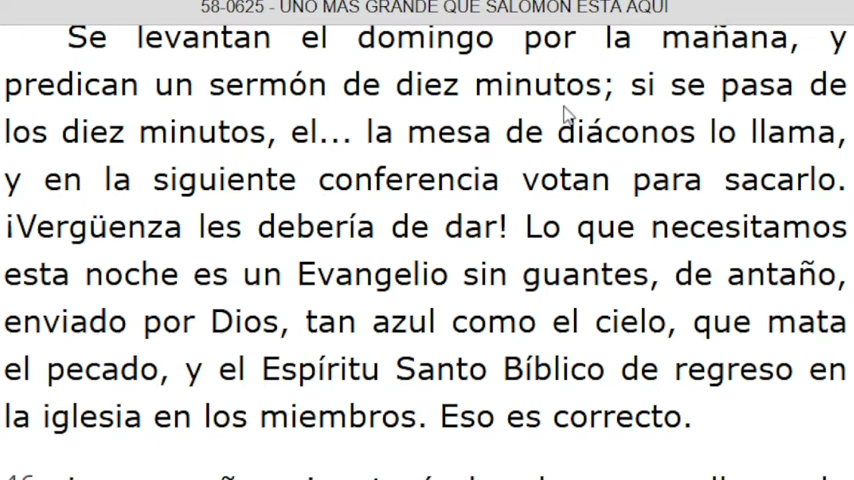 58-0625 - UNO MAS GRANDE QUE SALOMON ESTA AQUI
Se levantan el domingo por la mañana, y
predican un sermón de diez minutos; si se pasa de
los diez minutos, el... la mesa de diáconos lo llama,
y en la siguiente conferencia votan para sacarlo.
¡Vergüenza les debería de dar! Lo que necesitamos
esta noche es un Evangelio sin guantes, de antaño,
enviado por Dios, tan azul como el cielo, que mata
el pecado, y el Espíritu Santo Bíblico de regreso en
la iglesia en los miembros. Eso es correcto.